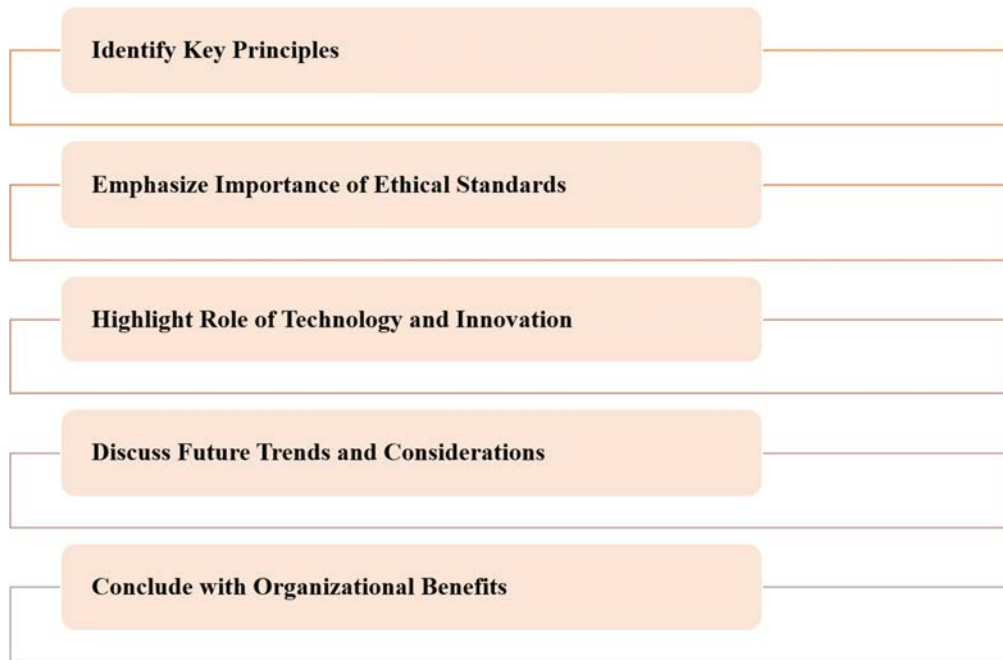 Identify Key Principles
Emphasize Importance of Ethical Standards
Highlight Role of Technology and Innovation
Discuss Future Trends and Considerations
Conclude with Organizational Benefits